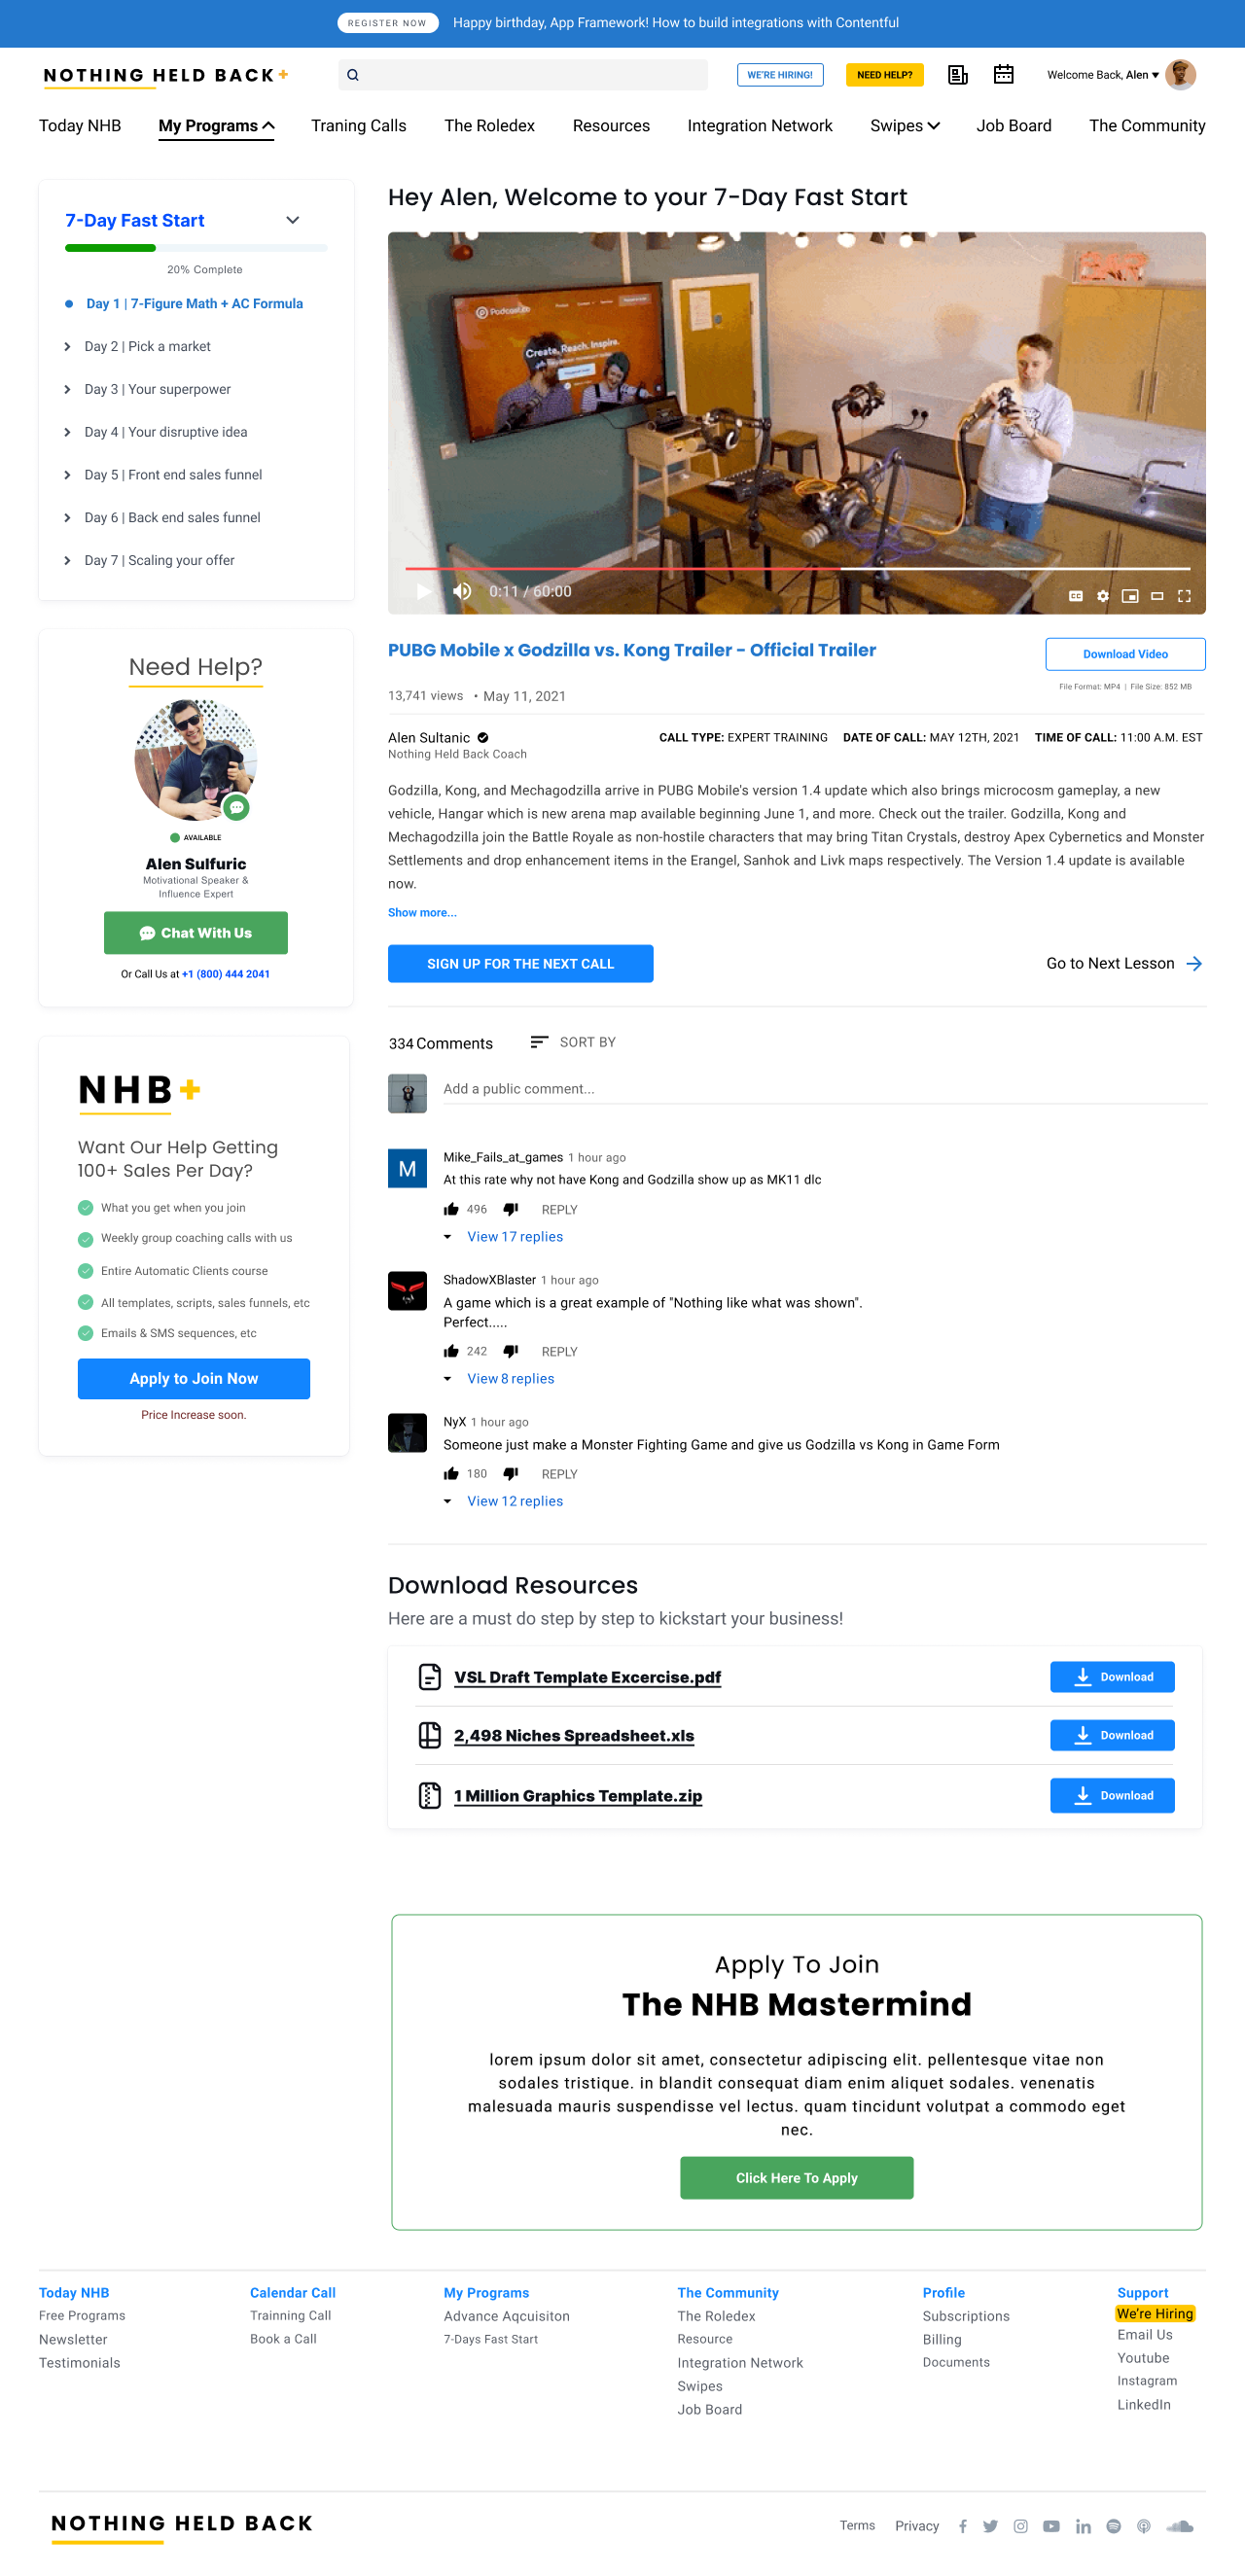 REGISTER NOW
Happy birthday, App Framework! How to build integrations with Contentful
NOTHING HELD BACK+
WE'RE HIRING!
NEED HELP?
Welcome Back, Alen
Today NHB
My Programs
Traning Calls
The Roledex
Resources
Integration Network
Swipes
Job Board
The Community
7-Day Fast Start
20% Complete
Day 1 | 7-Figure Math + AC Formula
Day 2 | Pick a market
Day 3 | Your superpower
Day 4 | Your disruptive idea
Day 5 | Front end sales funnel
Day 6 | Back end sales funnel
Day 7 | Scaling your offer
Need Help?
AVAILABLE
Alen Sulfuric
Motivational Speaker &
Influence Expert
Chat With Us
Or Call Us at +1 (800) 444 2041
NHB+
Want Our Help Getting
100+ Sales Per Day?
What you get when you join
Weekly group coaching calls with us
Entire Automatic Clients course
All templates, scripts, sales funnels, etc
Emails & SMS sequences, etc
Apply to Join Now
Price Increase soon.
Hey Alen, Welcome to your 7-Day Fast Start
Create. Reach. Inspire.
0:11 / 60:00
CC
PUBG Mobile x Godzilla vs. Kong Trailer - Official Trailer
Download Video
13,741 views • May 11, 2021
File Format: MP4 | File Size: 852 MB
Alen Sultanic
Nothing Held Back Coach
CALL TYPE: EXPERT TRAINING
DATE OF CALL: MAY 12TH, 2021
TIME OF CALL: 11:00 A.M. EST
Godzilla, Kong, and Mechagodzilla arrive in PUBG Mobile's version 1.4 update which also brings microcosm gameplay, a new
vehicle, Hangar which is new arena map available beginning June 1, and more. Check out the trailer. Godzilla, Kong and
Mechagodzilla join the Battle Royale as non-hostile characters that may bring Titan Crystals, destroy Apex Cybernetics and Monster
Settlements and drop enhancement items in the Erangel, Sanhok and Livk maps respectively. The Version 1.4 update is available
now.
Show more...
SIGN UP FOR THE NEXT CALL
Go to Next Lesson
334 Comments
SORT BY
Add a public comment...
M
Mike_Fails_at_games 1 hour ago
At this rate why not have Kong and Godzilla show up as MK11 dlc
496
REPLY
View 17 replies
ShadowXBlaster 1 hour ago
A game which is a great example of "Nothing like what was shown".
Perfect.....
242
REPLY
View 8 replies
NyX 1 hour ago
Someone just make a Monster Fighting Game and give us Godzilla vs Kong in Game Form
180
REPLY
View 12 replies
Download Resources
Here are a must do step by step to kickstart your business!
VSL Draft Template Excercise.pdf
Download
2,498 Niches Spreadsheet.xls
Download
1 Million Graphics Template.zip
Download
Apply To Join
The NHB Mastermind
lorem ipsum dolor sit amet, consectetur adipiscing elit. pellentesque vitae non
sodales tristique. in blandit consequat diam enim aliquet sodales. venenatis
malesuada mauris suspendisse vel lectus. quam tincidunt volutpat a commodo eget
nec.
Click Here To Apply
Today NHB
Free Programs
Newsletter
Testimonials
Calendar Call
Trainning Call
Book a Call
My Programs
Advance Aqcuisiton
7-Days Fast Start
The Community
The Roledex
Resource
Integration Network
Swipes
Job Board
Profile
Subscriptions
Billing
Documents
Support
We're Hiring
Email Us
Youtube
Instagram
LinkedIn
NOTHING HELD BACK
Terms
Privacy